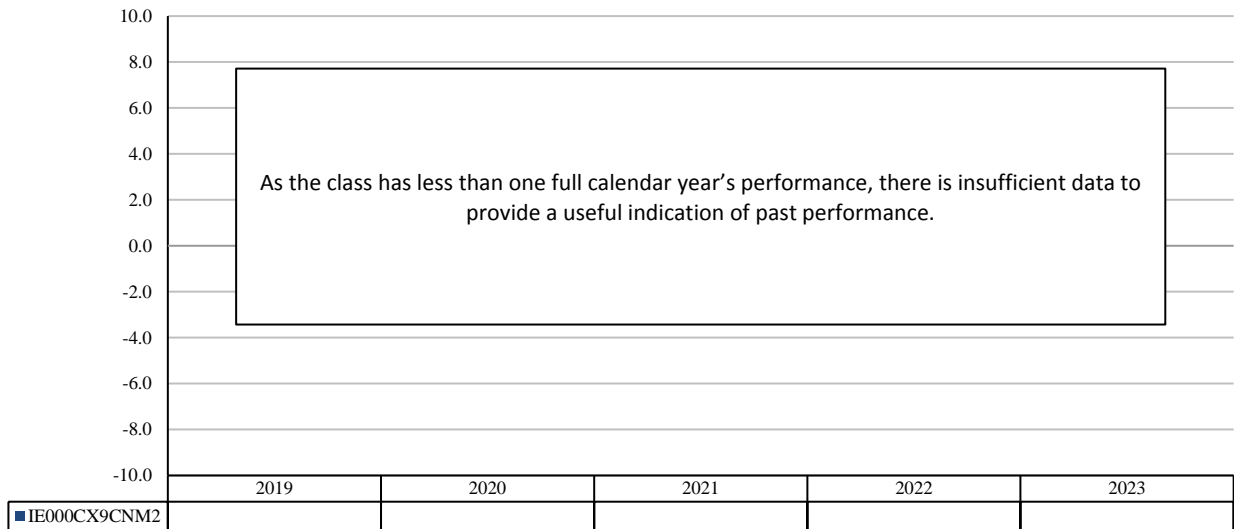 10.0
8.0
6.0
4.0
2.0
0.0
-2.0
-4.0
-6.0
-8.0
-10.0
As the class has less than one full calendar year’s performance, there is insufficient data to
provide a useful indication of past performance.
2019 2020 2021 2022 2023
IE000CX9CNM2